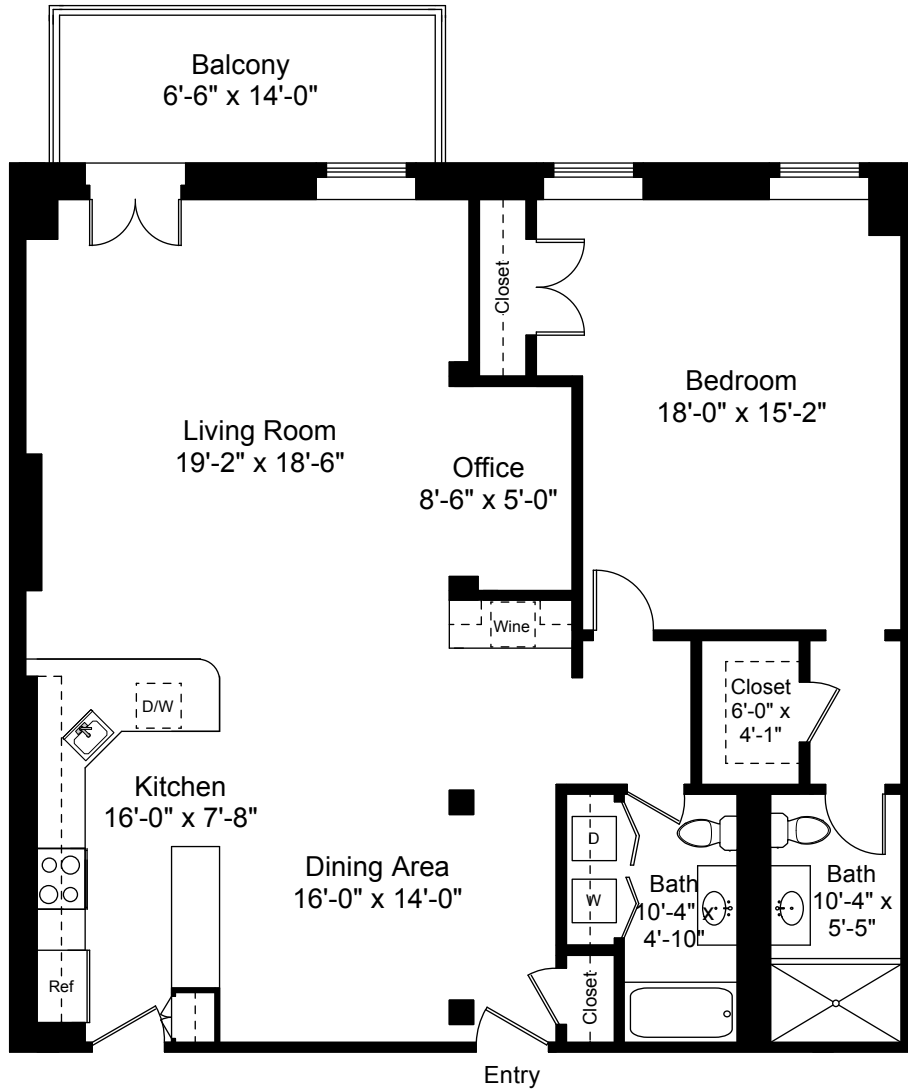 Balcony
6'-6" x 14'-0"
Closet
Bedroom
18'-0" x 15'-2"
Living Room
19'-2" x 18'-6"
Office
8'-6" x 5'-0"
Wine
D/W
Closet
6'-0" x
4'-1"
Kitchen
16'-0" x 7'-8"
Dining Area
16'-0" x 14'-0"
D
W
Bath
10'-4" x
4'-10"
Bath
10'-4" x
5'-5"
Ref
Closet
Entry